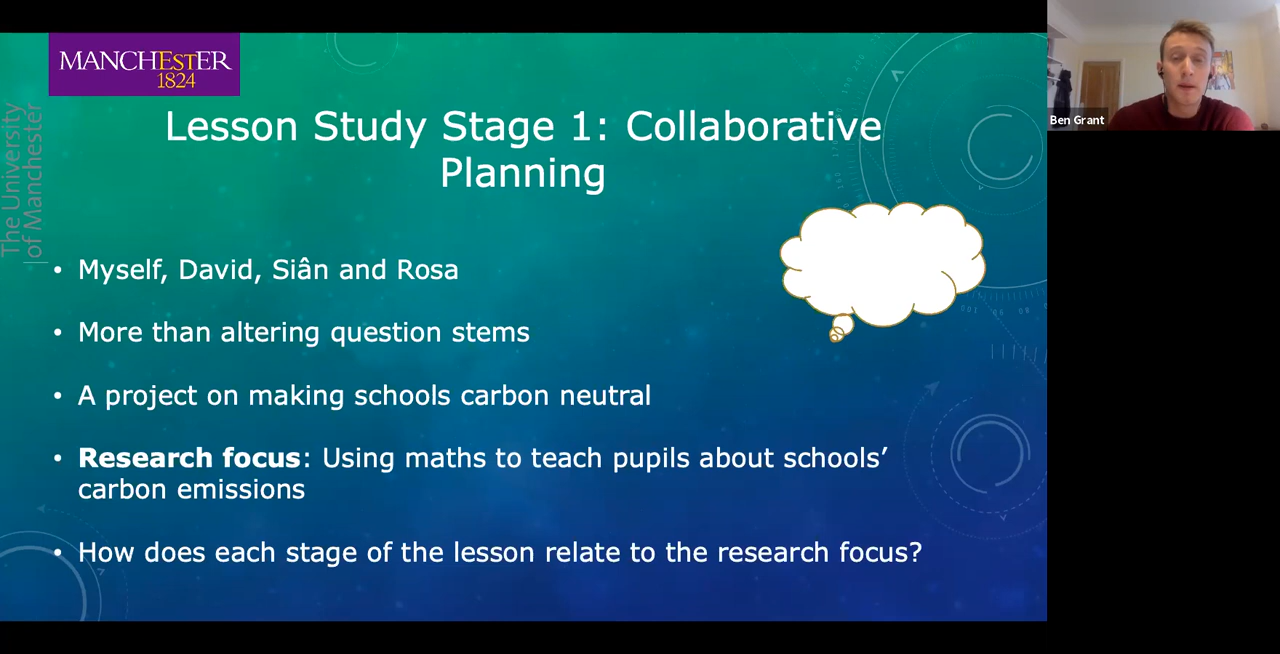 MANCHESTER
1824
The University
of Manchester
Lesson Study Stage 1: Collaborative
Planning
• Myself, David, Siân and Rosa
• More than altering question stems
• A project on making schools carbon neutral
• Research focus: Using maths to teach pupils about schools’
carbon emissions
• How does each stage of the lesson relate to the research focus?
Ben Grant